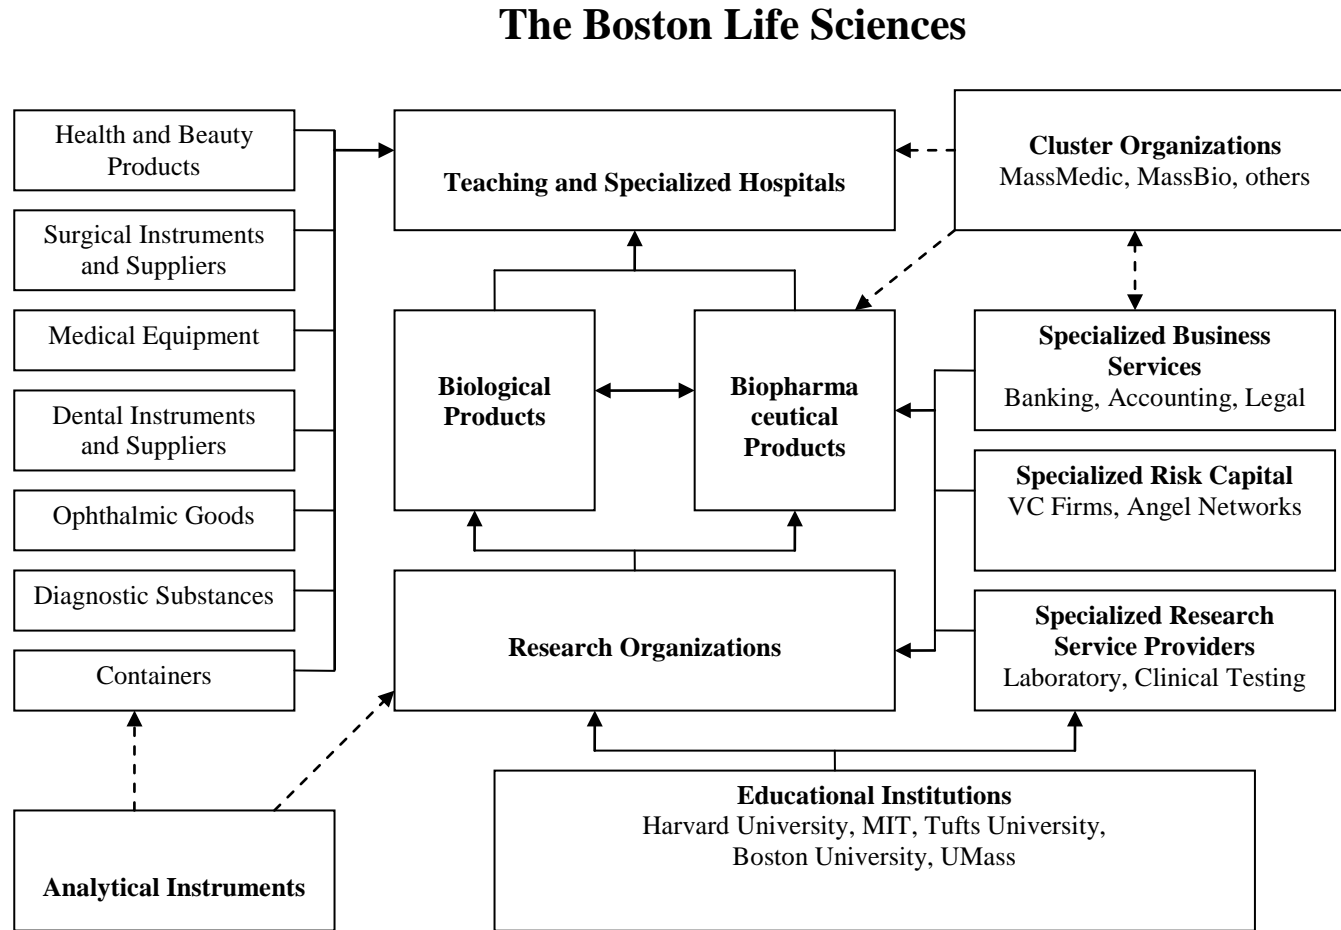 The Boston Life Sciences
Health and Beauty
Products
Surgical Instruments
and Suppliers
Medical Equipment
Dental Instruments
and Suppliers
Ophthalmic Goods
Diagnostic Substances
Containers
Analytical Instruments
Teaching and Specialized Hospitals
Biological
Products
Biopharma
ceutical
Products
Research Organizations
Educational Institutions
Harvard University, MIT, Tufts University,
Boston University, UMass
Cluster Organizations
MassMedic, MassBio, others
Specialized Business
Services
Banking, Accounting, Legal
Specialized Risk Capital
VC Firms, Angel Networks
Specialized Research
Service Providers
Laboratory, Clinical Testing